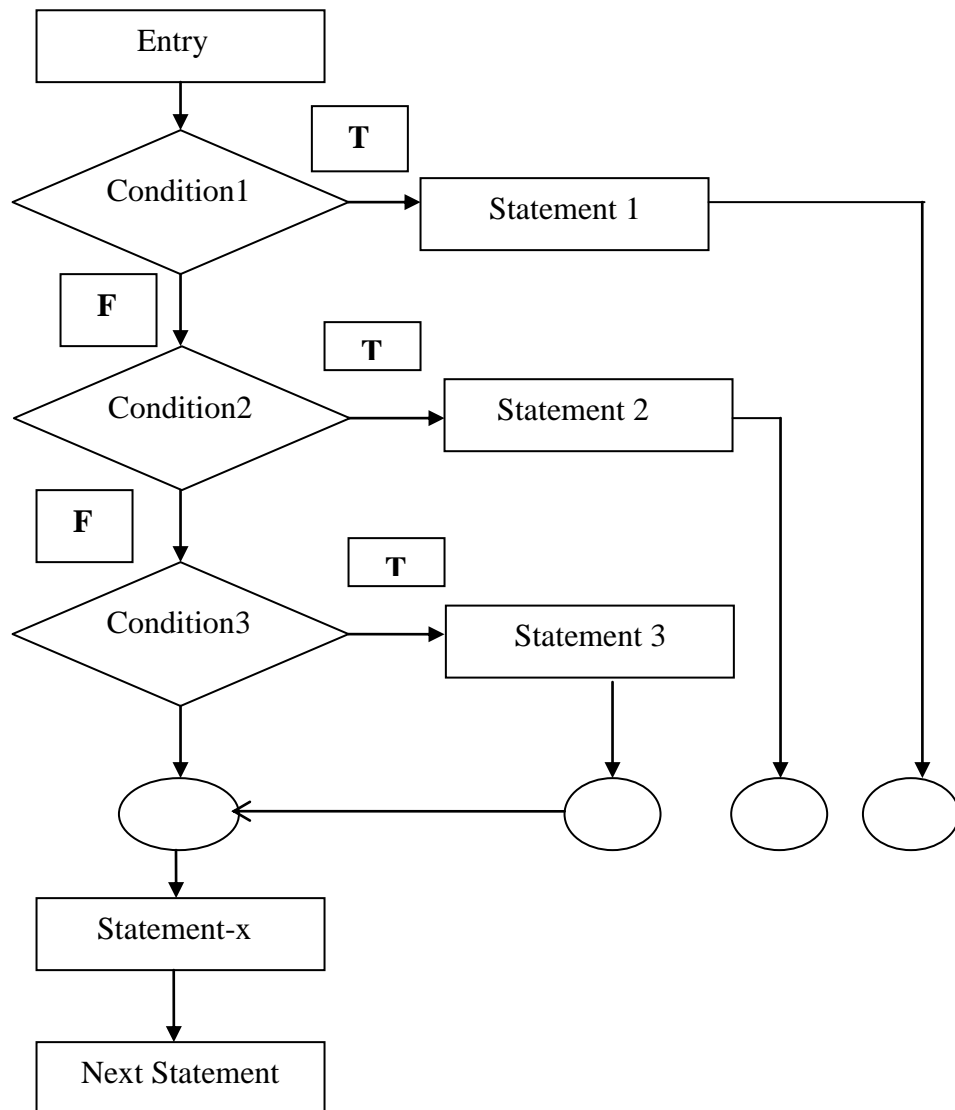 Entry
T
Condition1
Statement 1
F
T
Condition2
Statement 2
F
T
Condition3
Statement 3
Statement-x
Next Statement